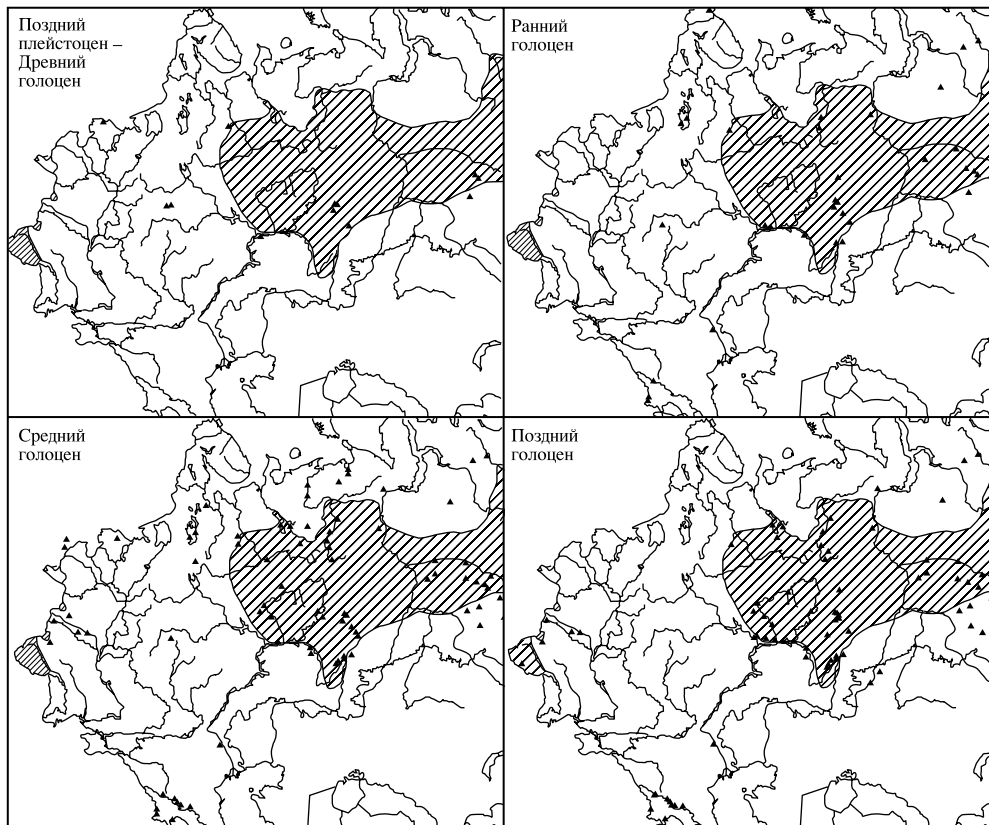 Поздний
плейстоцен –
Древний
голоцен
Ранний
голоцен
Средний
голоцен
Поздний
голоцен